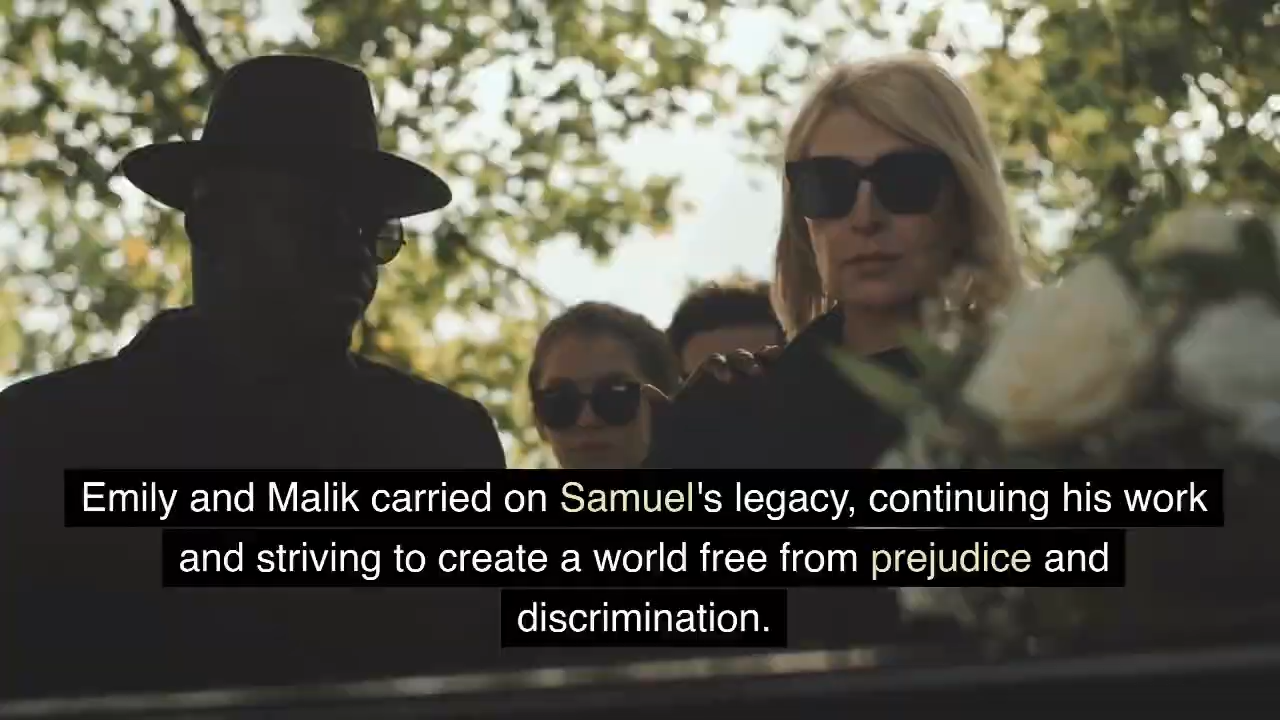 Emily and Malik carried on Samuel's legacy, continuing his work
and striving to create a world free from prejudice and
discrimination.